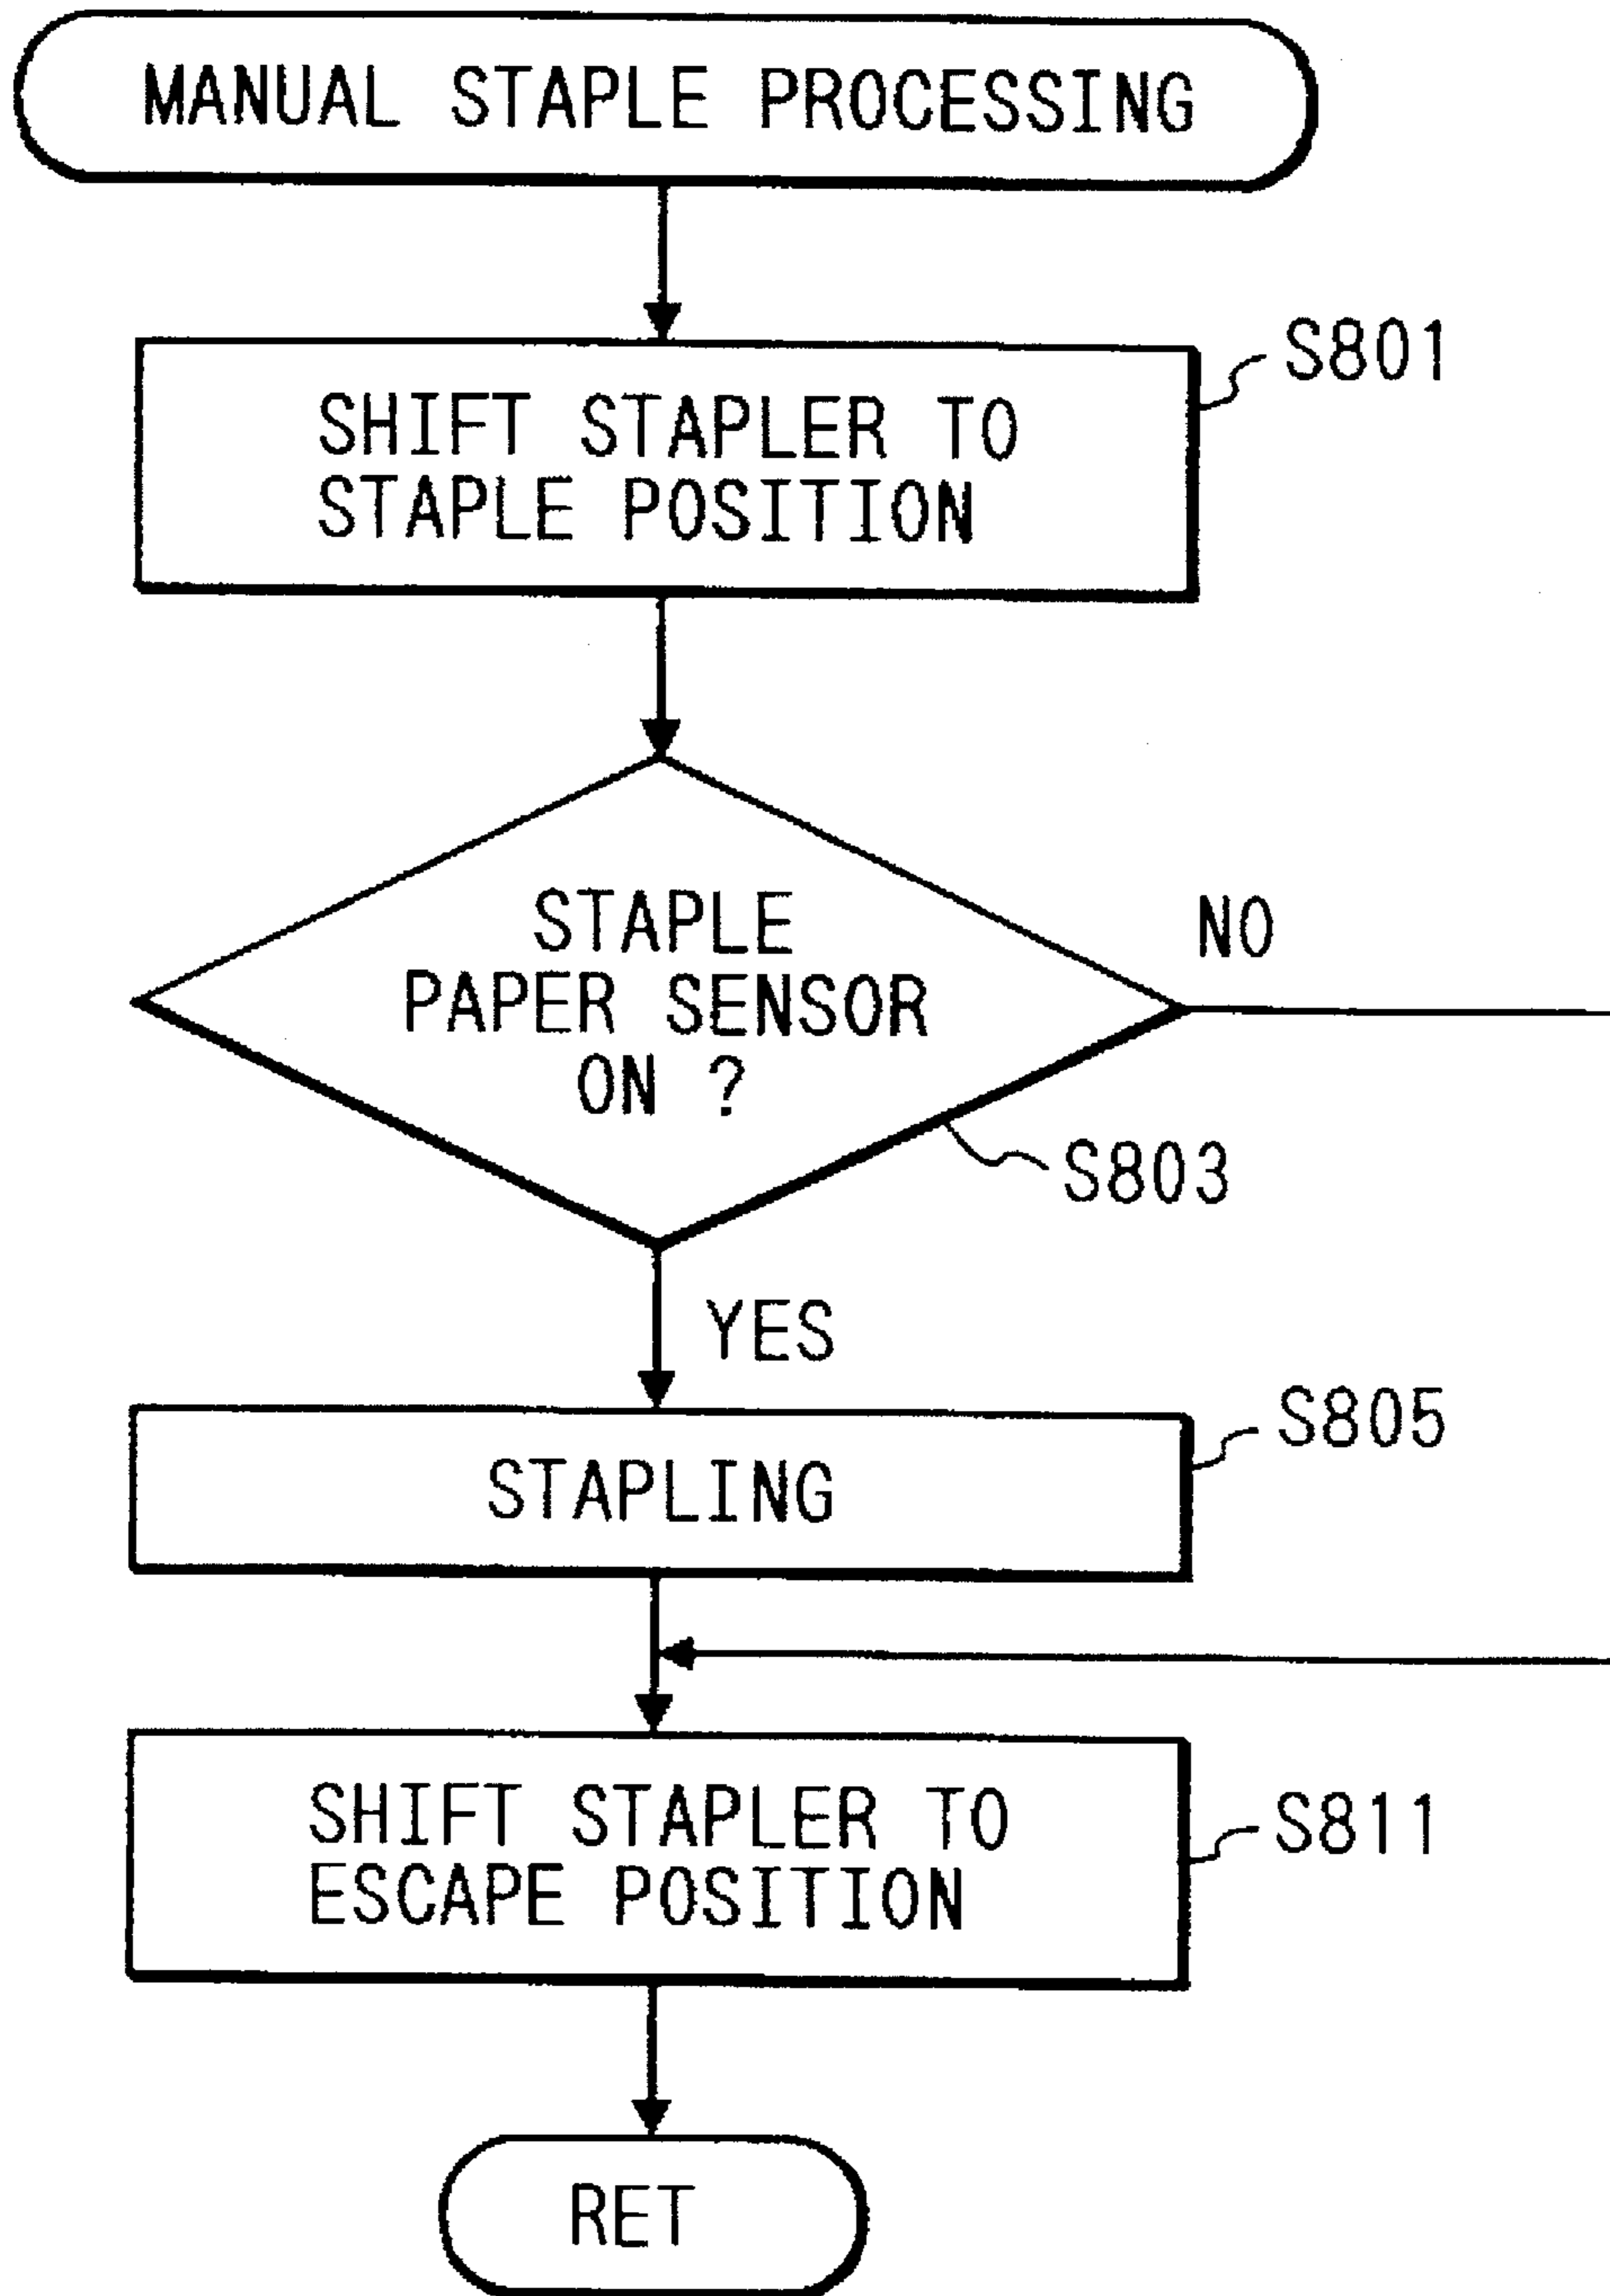 MANUAL STAPLE PROCESSING
S801
SHIFT STAPLER TO
STAPLE POSITION
STAPLE
PAPER SENSOR
ON ?
NO
S803
YES
S805
STAPLING
SHIFT STAPLER TO
ESCAPE POSITION
S811
RET